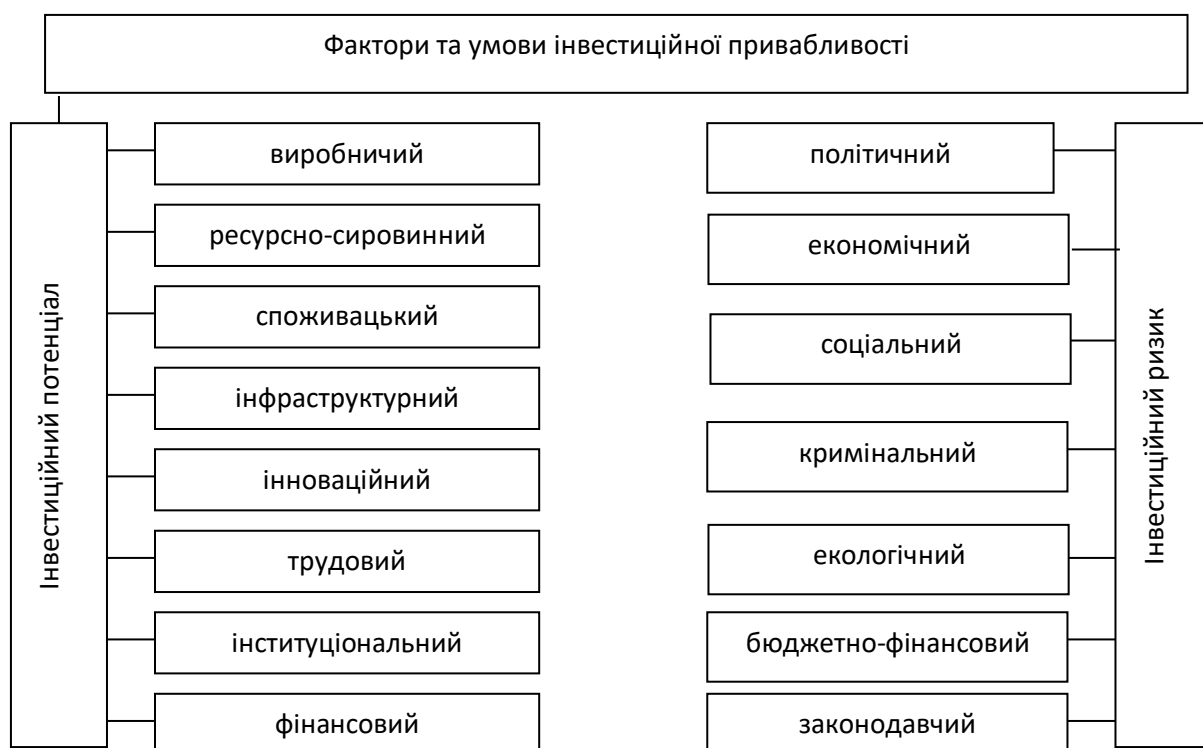 Фактори та умови інвестиційної привабливості
Інвестиційний потенціал
виробничий
ресурсно-сировинний
споживацький
інфраструктурний
інноваційний
трудовий
інституціональний
фінансовий
політичний
економічний
соціальний
кримінальний
екологічний
бюджетно-фінансовий
законодавчий
Інвестиційний ризик